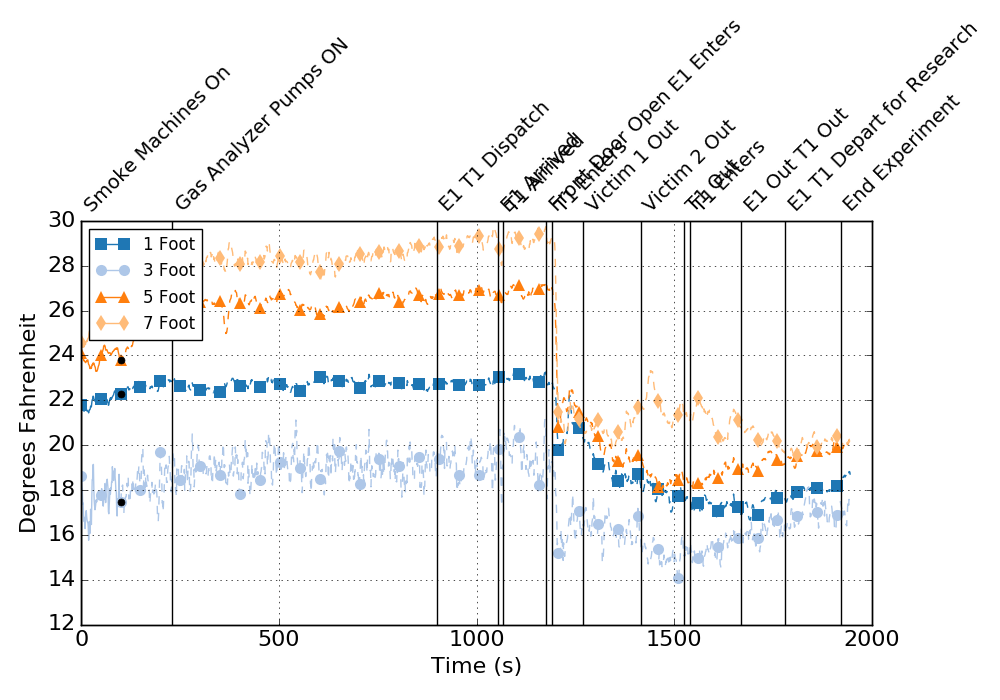 Smoke Machines On
Gas Analyzer Pumps ON
E1 T1 Dispatch
E1 Arrived
T1 Arrived
Front Door Open E1 Enters
T1 Enters
Victim 1 Out
Victim 2 Out
T1 Out
T1 Enters
E1 Out T1 Out
E1 T1 Depart for Research
End Experiment
30
28
26
24
22
20
18
16
14
12
Degrees Fahrenheit
1 Foot
3 Foot
5 Foot
7 Foot
0
500
1000
1500
2000
Time (s)